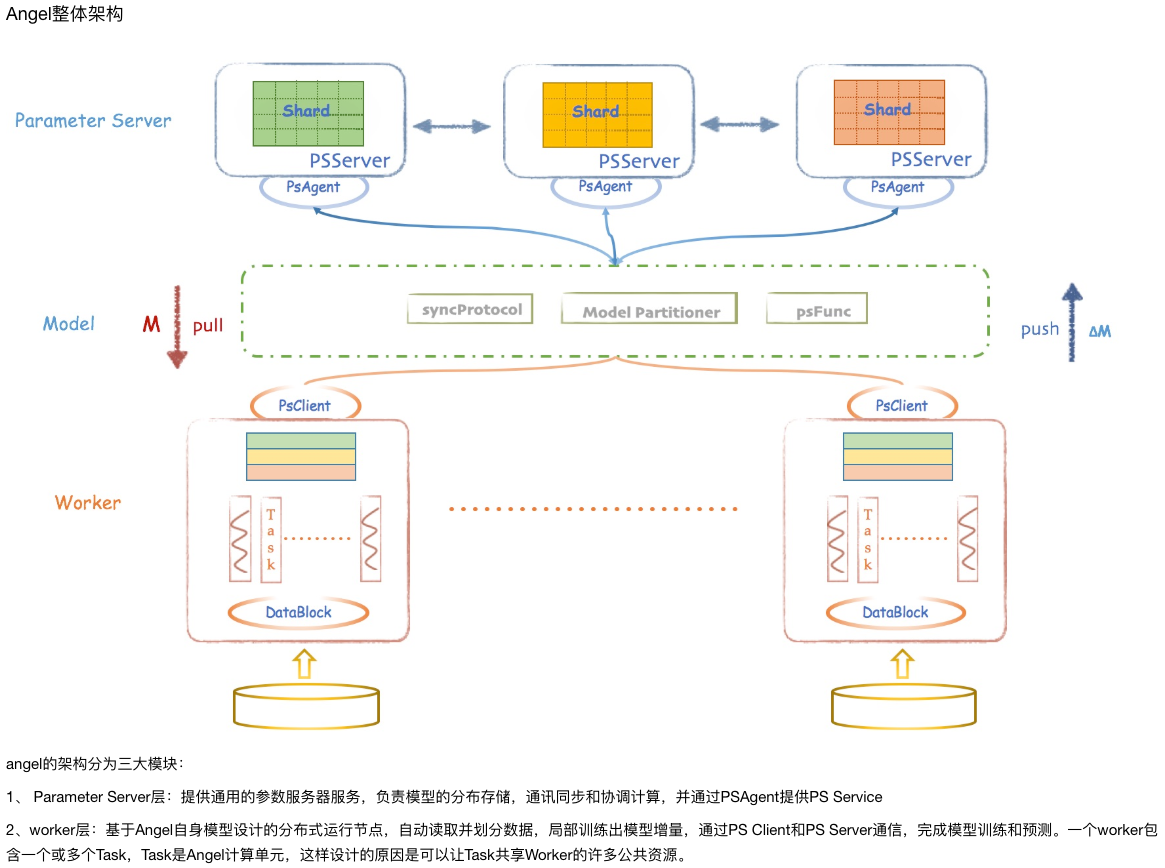 Angel整体架构
Shard
Shard
Shard
Parameter Server
PSServer
PSServer
PSServer
PsAgent
PsAgent
PsAgent
syncProtocol
Model Partitioner
psFunc
Model
M
pull
push
ΔM
PsClient
PsClient
Worker
Task
Task
DataBlock
DataBlock
angel的架构分为三大模块：
1、 Parameter Server层：提供通用的参数服务器服务，负责模型的分布存储，通讯同步和协调计算，并通过PSAgent提供PS Service
2、worker层：基于Angel自身模型设计的分布式运行节点，自动读取并划分数据，局部训练出模型增量，通过PS Client和PS Server通信，完成模型训练和预测。一个worker包
含一个或多个Task，Task是Angel计算单元，这样设计的原因是可以让Task共享Worker的许多公共资源。